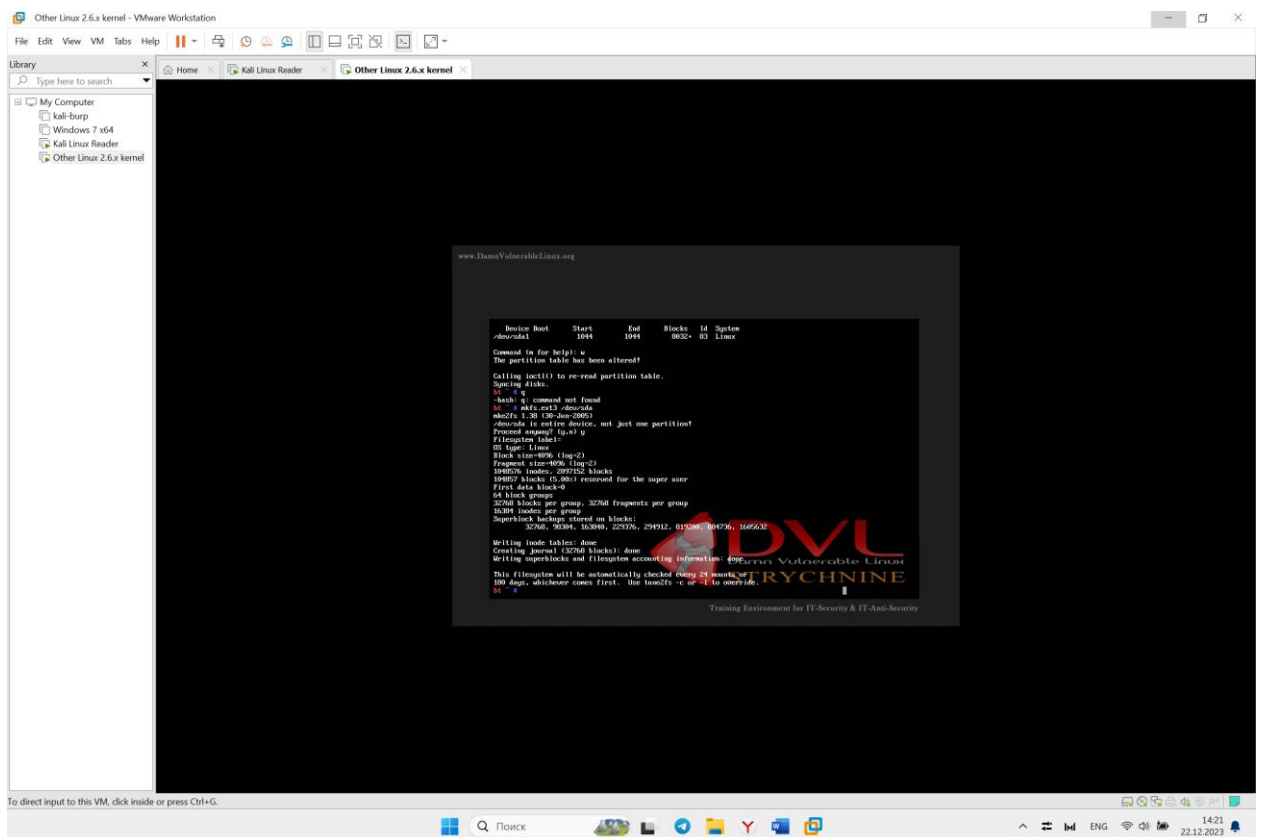 Other Linux 2.6.x kernel - VMware Workstation
File Edit View VM Tabs Help
Library
Type here to search
Home
Kali Linux Reader
Other Linux 2.6.x kernel
My Computer
kali-burp
Windows 7 x64
Kali Linux Reader
Other Linux 2.6.x kernel
www.DamnVulnerableLinux.org
Device Boot Start End Blocks Id System
/dev/sda1 1044 1044 8032+ 83 Linux
Command (m for help): w
The partition table has been altered!
Calling ioctl() to re-read partition table.
Syncing disks.
bt ~ # q
-bash: q: command not found
bt ~ # mkfs.ext3 /dev/sda
mke2fs 1.38 (30-Jun-2005)
/dev/sda is entire device, not just one partition!
Proceed anyway? (y,n) y
Filesystem label=
OS type: Linux
Block size=4096 (log=2)
Fragment size=4096 (log=2)
1048576 inodes, 2097152 blocks
104857 blocks (5.00%) reserved for the super user
First data block=0
64 block groups
32768 blocks per group, 32768 fragments per group
16384 inodes per group
Superblock backups stored on blocks:
32768, 98304, 163840, 229376, 294912, 819200, 884736, 1605632
Writing inode tables: done
Creating journal (32768 blocks): done
Writing superblocks and filesystem accounting information: done
This filesystem will be automatically checked every 24 mounts or
180 days, whichever comes first. Use tune2fs -c or -i to override.
bt ~ #
DVL
Damn Vulnerable Linux
STRYCHNINE
Training Environment for IT-Security & IT-Anti-Security
To direct input to this VM, click inside or press Ctrl+G.
Поиск
ENG
14:21
22.12.2023